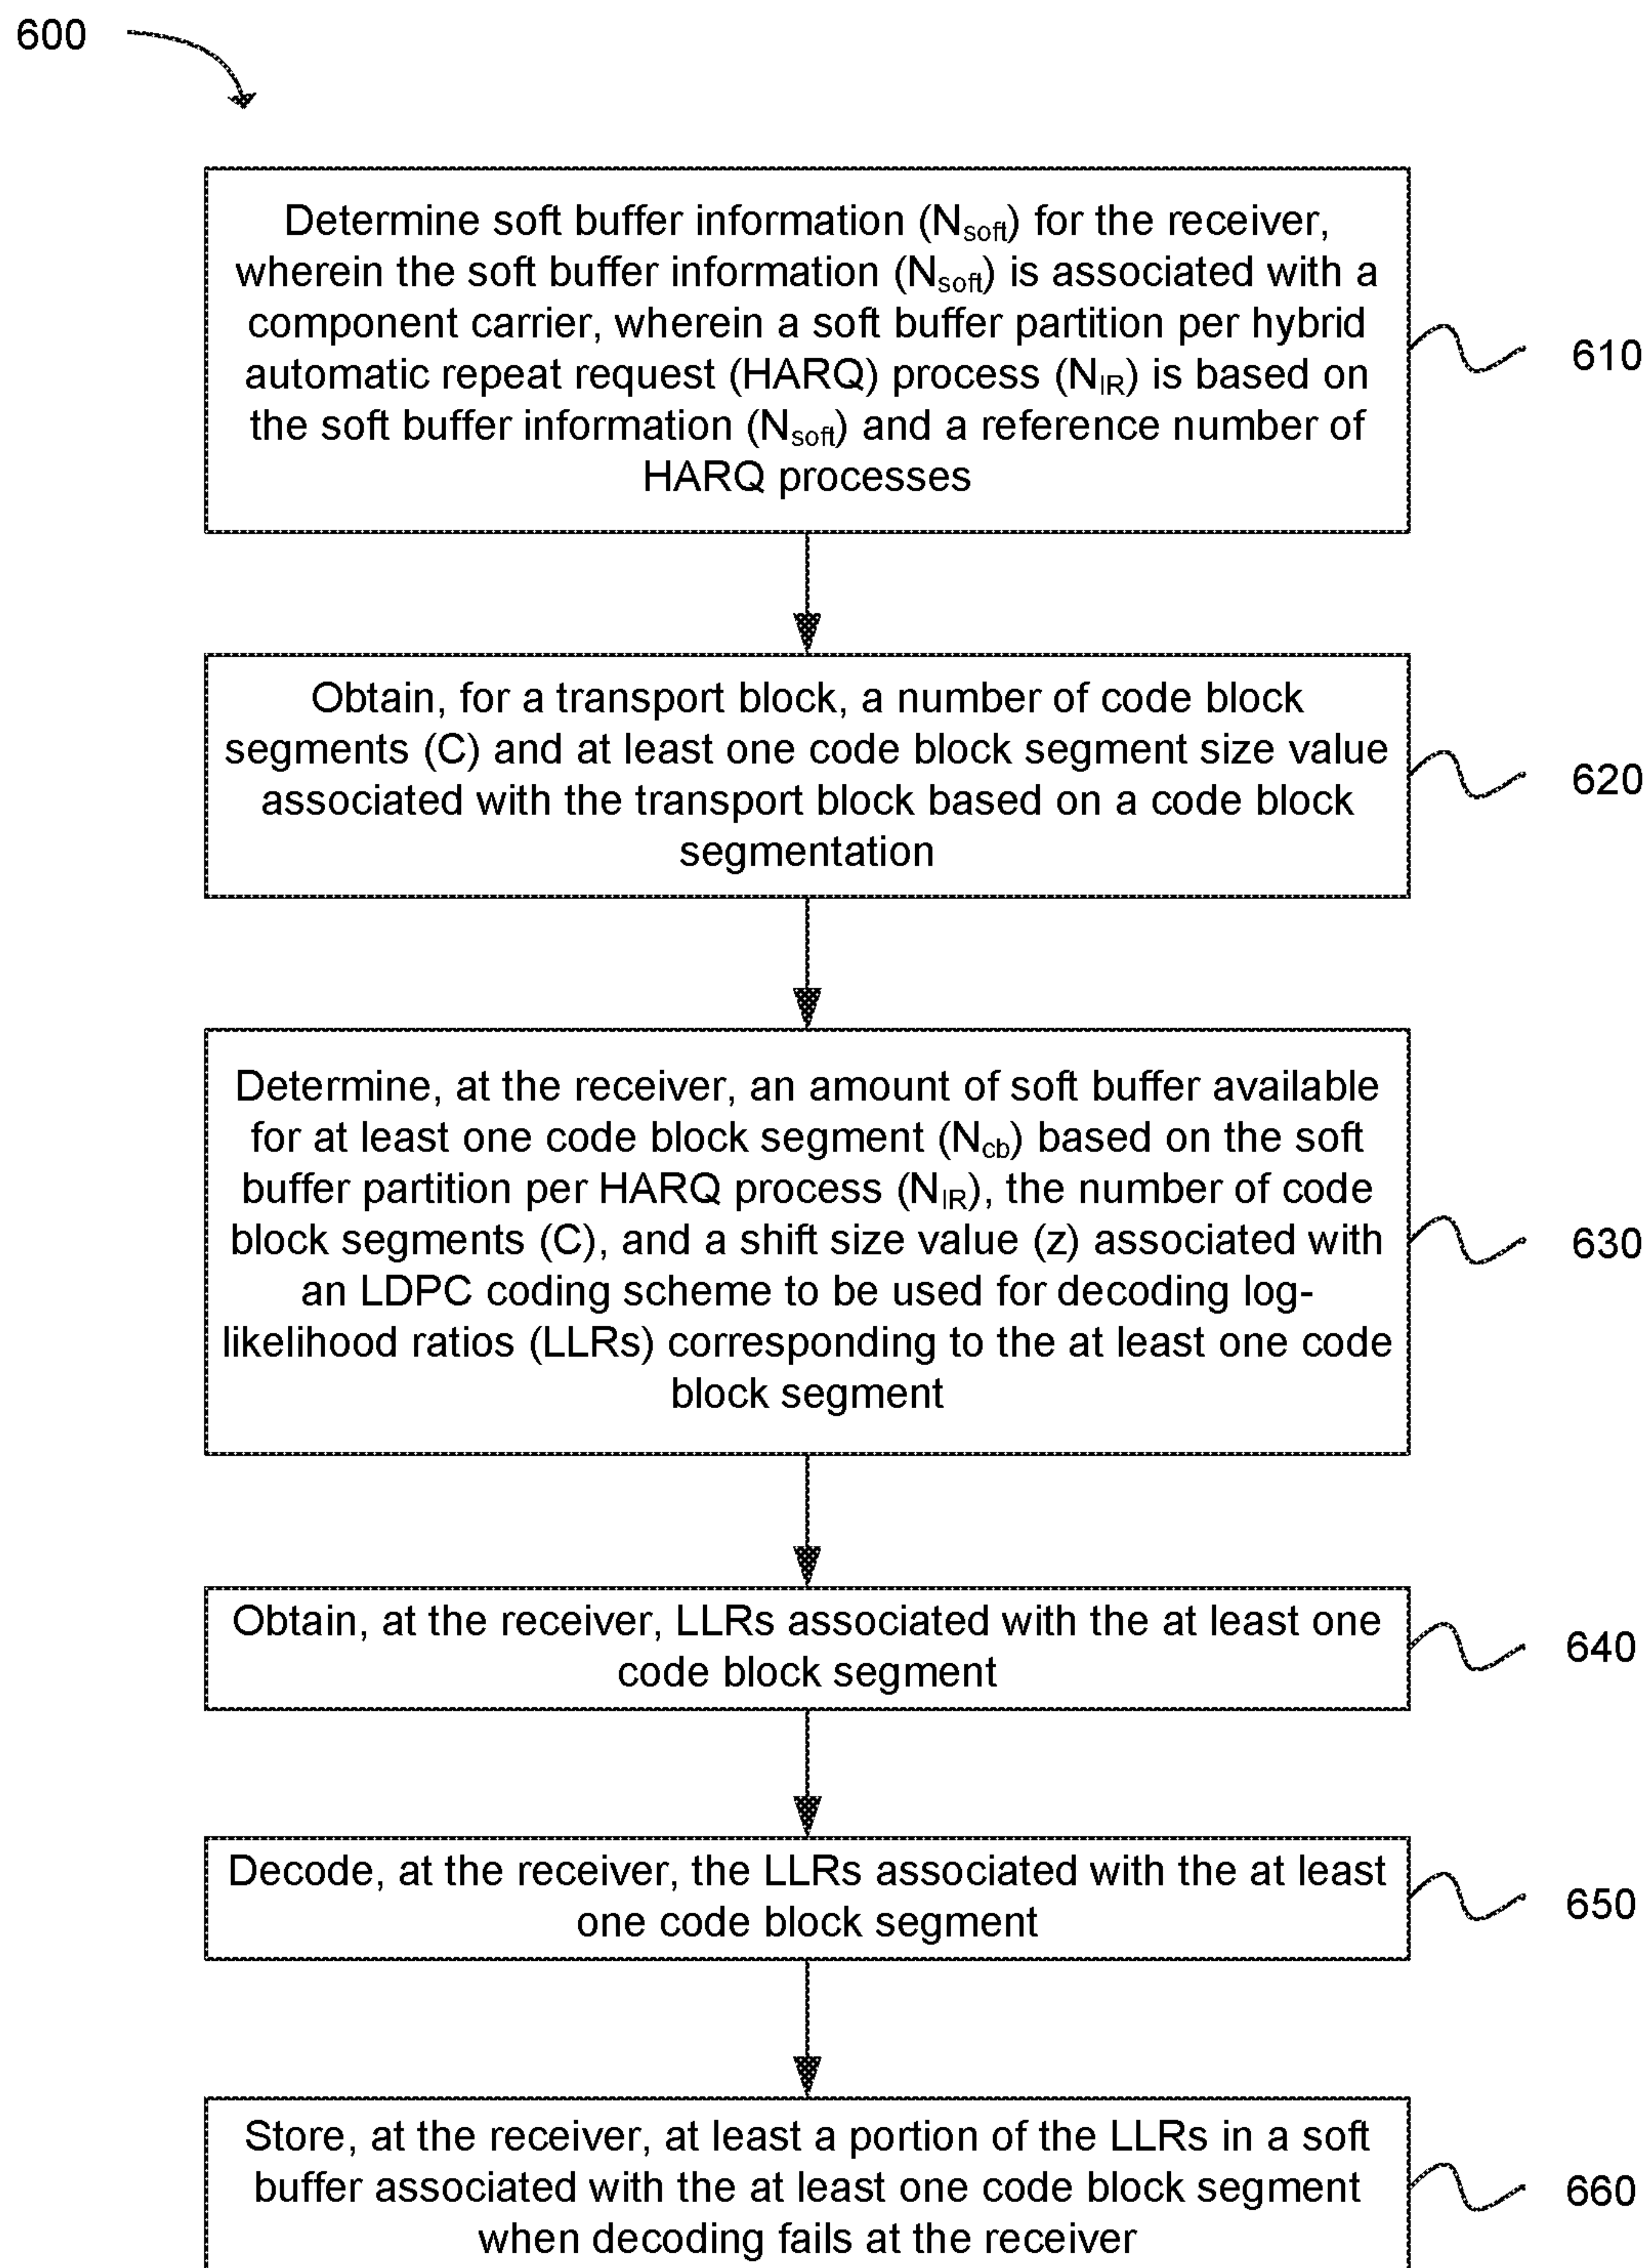 600
Determine soft buffer information (Nsoft) for the receiver,
wherein the soft buffer information (Nsoft) is associated with a
component carrier, wherein a soft buffer partition per hybrid
automatic repeat request (HARQ) process (NIR) is based on
the soft buffer information (Nsoft) and a reference number of
HARQ processes
610
Obtain, for a transport block, a number of code block
segments (C) and at least one code block segment size value
associated with the transport block based on a code block
segmentation
620
Determine, at the receiver, an amount of soft buffer available
for at least one code block segment (Ncb) based on the soft
buffer partition per HARQ process (NIR), the number of code
block segments (C), and a shift size value (z) associated with
an LDPC coding scheme to be used for decoding log-
likelihood ratios (LLRs) corresponding to the at least one code
block segment
630
Obtain, at the receiver, LLRs associated with the at least one
code block segment
640
Decode, at the receiver, the LLRs associated with the at least
one code block segment
650
Store, at the receiver, at least a portion of the LLRs in a soft
buffer associated with the at least one code block segment
when decoding fails at the receiver
660